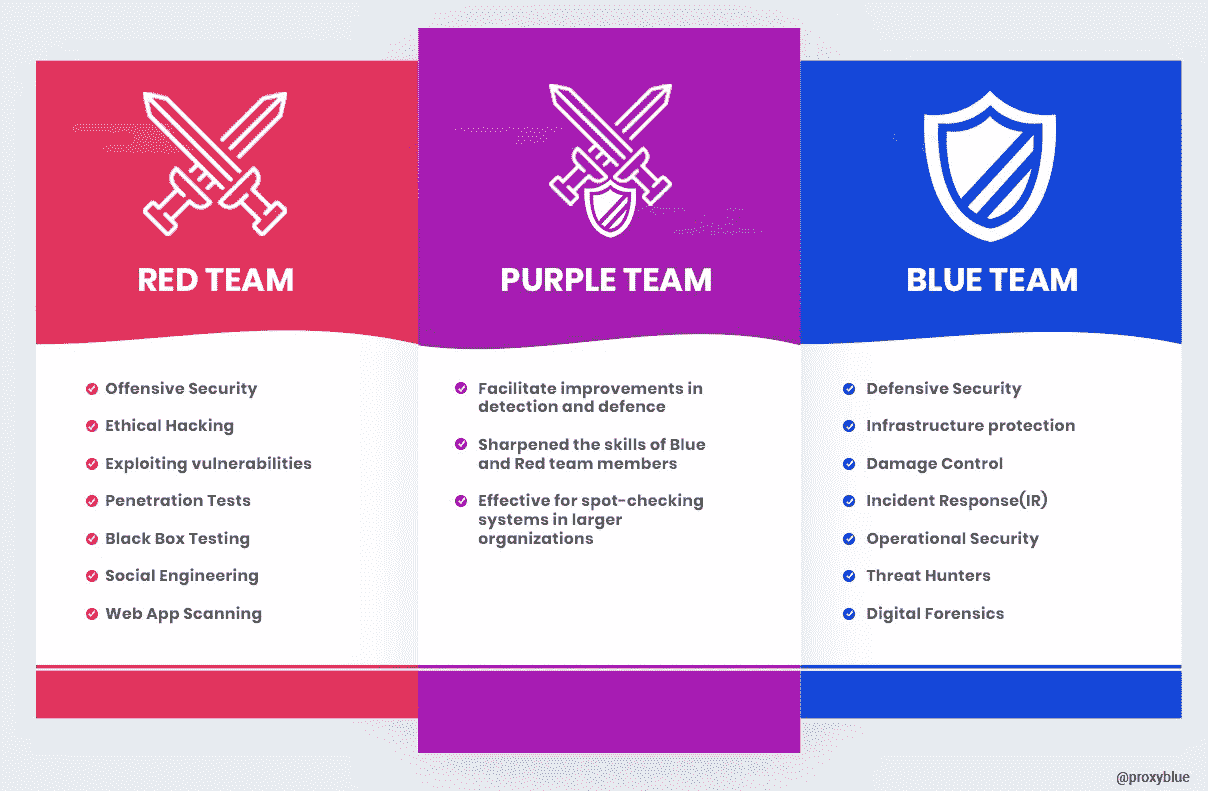 RED TEAM
Offensive Security
Ethical Hacking
Exploiting vulnerabilities
Penetration Tests
Black Box Testing
Social Engineering
Web App Scanning
PURPLE TEAM
Facilitate improvements in
detection and defence
Sharpened the skills of Blue
and Red team members
Effective for spot-checking
systems in larger
organizations
BLUE TEAM
Defensive Security
Infrastructure protection
Damage Control
Incident Response(IR)
Operational Security
Threat Hunters
Digital Forensics
@proxyblue